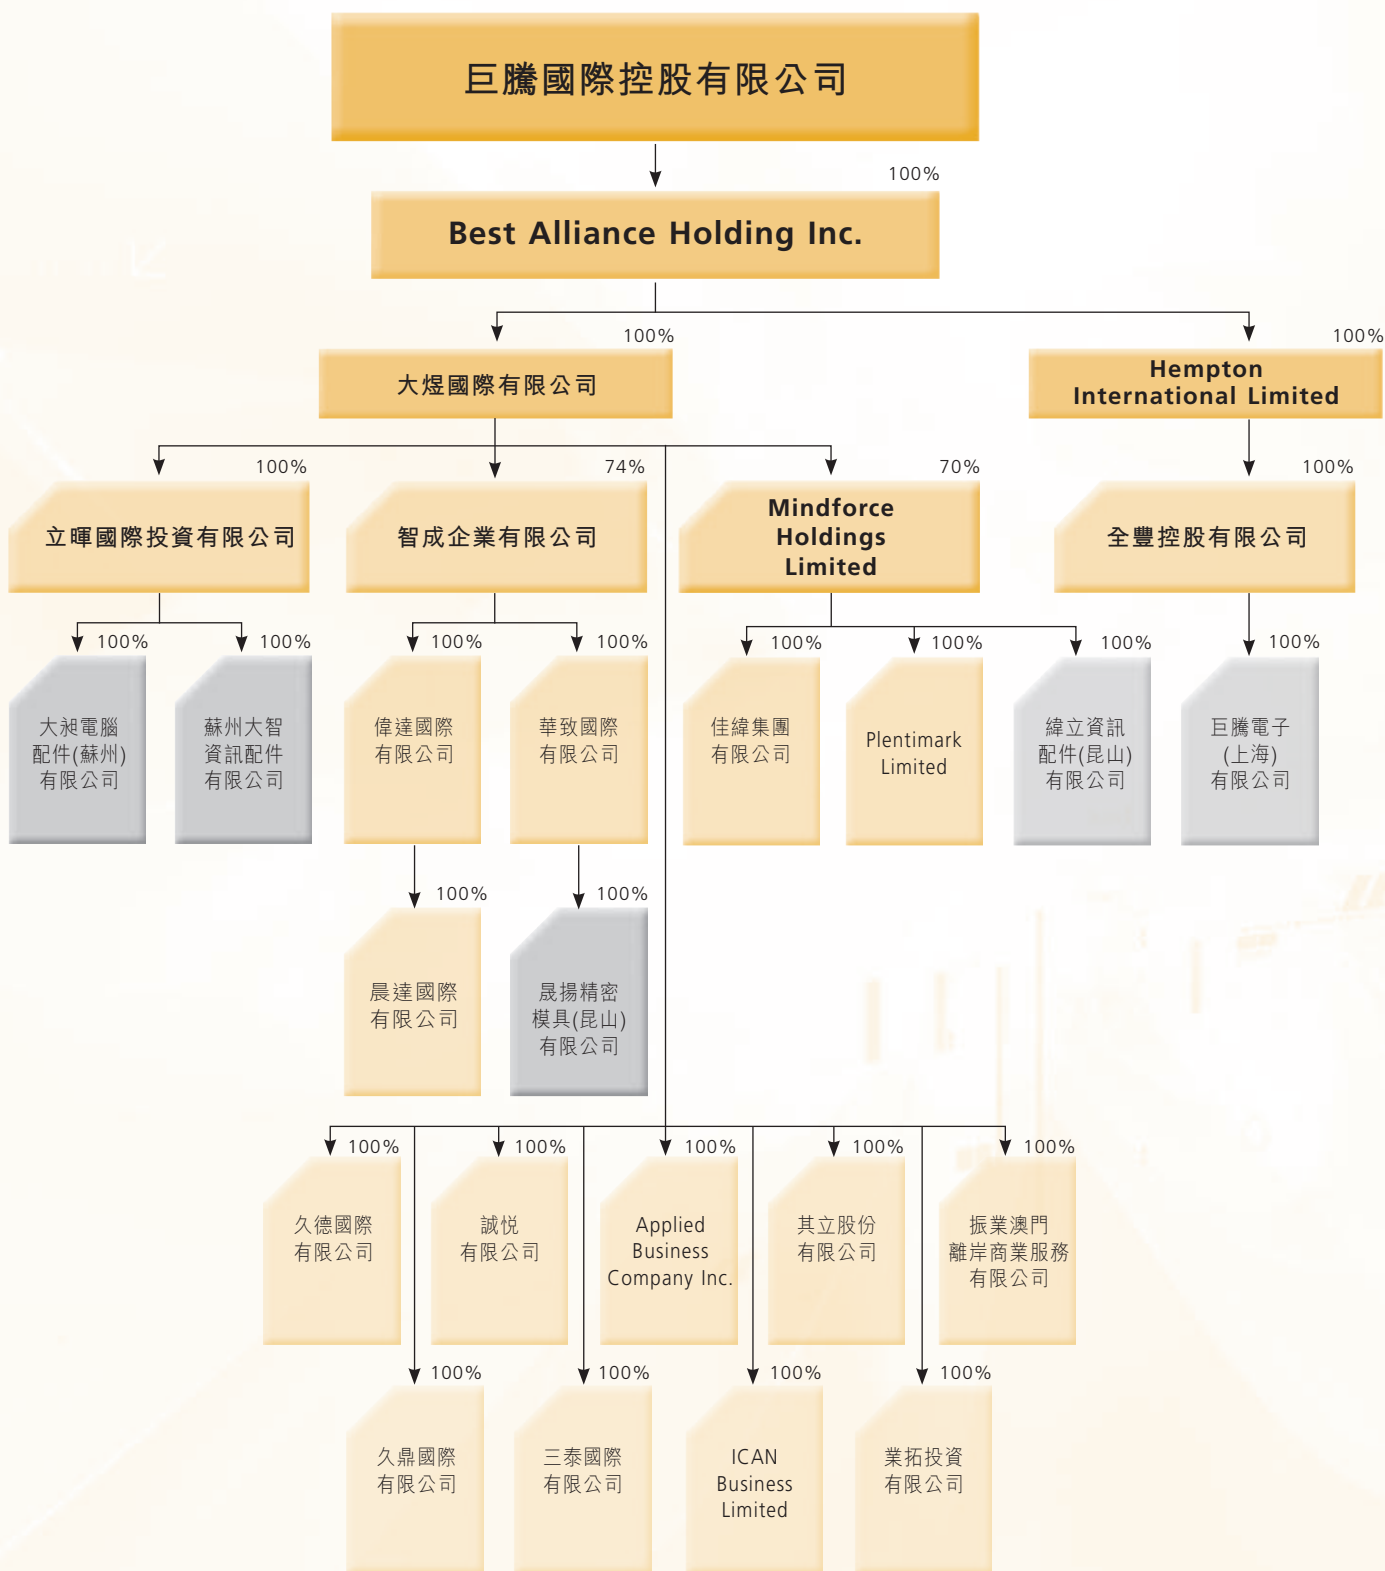 巨騰國際控股有限公司
100%
Best Alliance Holding Inc.
100%
大煜國際有限公司
100%
Hempton
International Limited
100%
立暉國際投資有限公司
74%
智成企業有限公司
70%
Mindforce
Holdings
Limited
100%
全豐控股有限公司
100%
大昶電腦
配件(蘇州)
有限公司
100%
蘇州大智
資訊配件
有限公司
100%
偉達國際
有限公司
100%
華致國際
有限公司
100%
佳緯集團
有限公司
100%
Plentimark
Limited
100%
緯立資訊
配件(昆山)
有限公司
100%
巨騰電子
(上海)
有限公司
100%
晨達國際
有限公司
100%
晟揚精密
模具(昆山)
有限公司
100%
久德國際
有限公司
100%
誠悦
有限公司
100%
Applied
Business
Company Inc.
100%
其立股份
有限公司
100%
振業澳門
離岸商業服務
有限公司
100%
久鼎國際
有限公司
100%
三泰國際
有限公司
100%
ICAN
Business
Limited
100%
業拓投資
有限公司